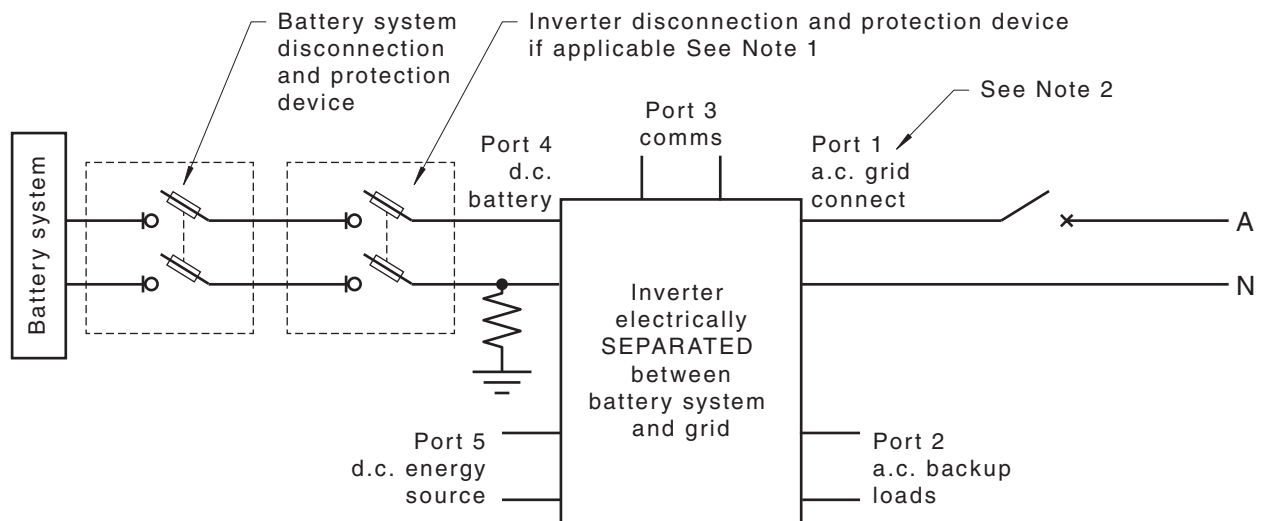 Battery system
disconnection
and protection
device
Inverter disconnection and protection device
if applicable See Note 1
See Note 2
Port 3
comms
Port 4
d.c.
battery
Port 1
a.c. grid
connect
Battery system
A
N
Inverter
electrically
SEPARATED
between
battery system
and grid
Port 5
d.c. energy
source
Port 2
a.c. backup
loads